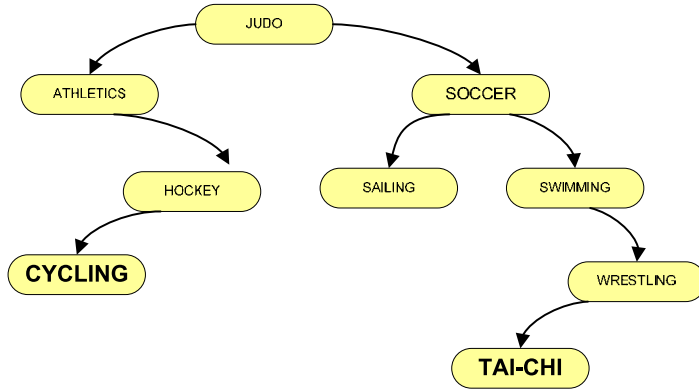 JUDO
ATHLETICS
SOCCER
HOCKEY
SAILING
SWIMMING
CYCLING
WRESTLING
TAI-CHI